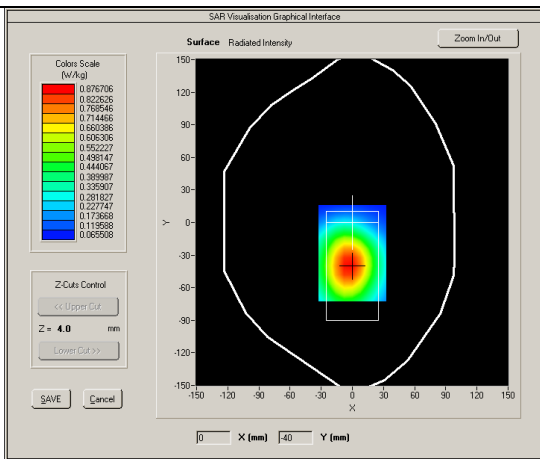 SAR Visualisation Graphical Interface
Surface Radiated Intensity
Zoom In/Out
Colors Scale
(W/kg)
0.876706
0.822626
0.768546
0.714466
0.660386
0.606306
0.552227
0.498147
0.444067
0.389987
0.335907
0.281827
0.227747
0.173668
0.119588
0.065508
Z-Cuts Control
<< Upper Cut
Z = 4.0 mm
Lower Cut >>
SAVE Cancel
150
120
90
60
30
0
-30
-60
-90
-120
-150
Y
-150 -120 -90 -60 -30 0 30 60 90 120 150
X
0 X (mm) -40 Y (mm)